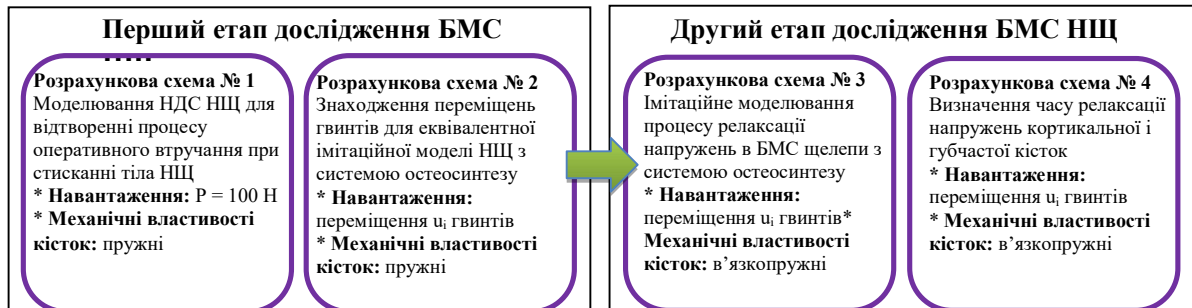 Перший етап дослідження БМС
Розрахункова схема № 1
Моделювання НДС НЩ для
відтворенні процесу
оперативного втручання при
стисканні тіла НЩ
* Навантаження: P = 100 Н
* Механічні властивості
кісток: пружні
Розрахункова схема № 2
Знаходження переміщень
гвинтів для еквівалентної
імітаційної моделі НЩ з
системою остеосинтезу
* Навантаження:
переміщення uᵢ гвинтів
* Механічні властивості
кісток: пружні
Другий етап дослідження БМС НЩ
Розрахункова схема № 3
Імітаційне моделювання
процесу релаксації
напружень в БМС щелепи з
системою остеосинтезу
* Навантаження:
переміщення uᵢ гвинтів*
Механічні властивості
кісток: в’язкопружні
Розрахункова схема № 4
Визначення часу релаксації
напружень кортикальної і
губчастої кісток
* Навантаження:
переміщення uᵢ гвинтів
* Механічні властивості
кісток: в’язкопружні